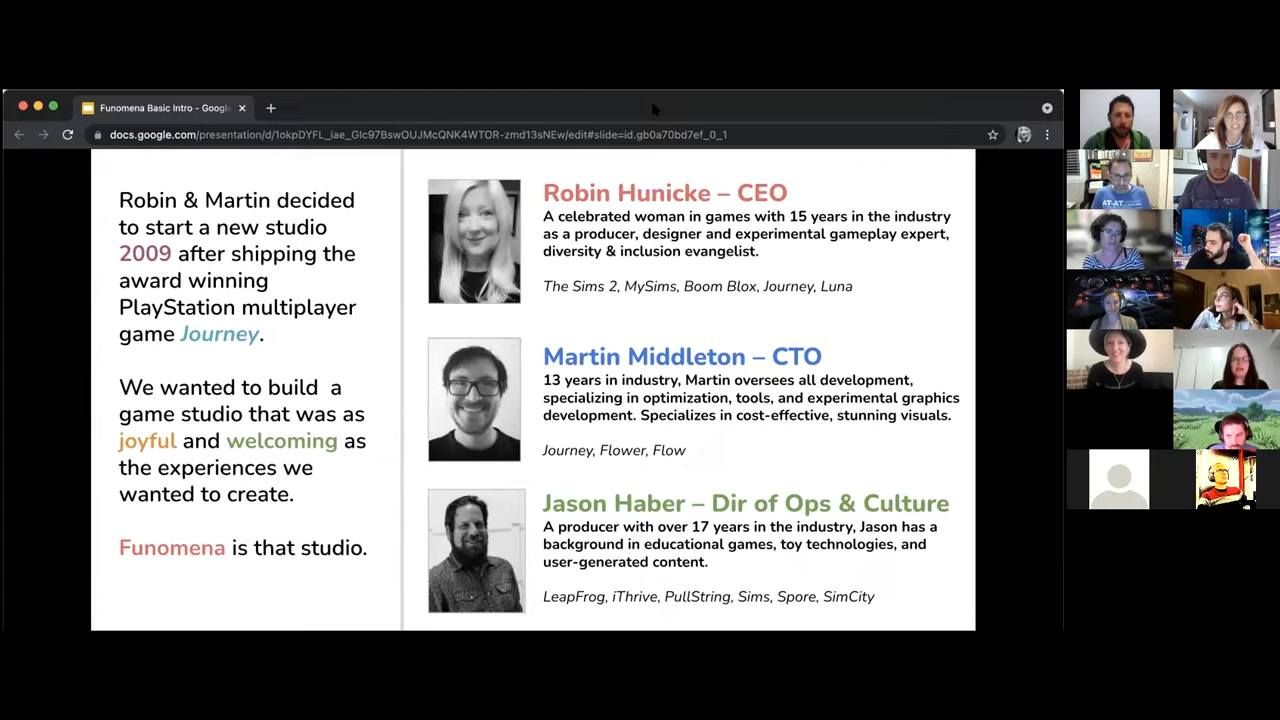 Funomena Basic Intro - Googl
docs.google.com/presentation/d/1okpDYFL_iae_Glc97BswOUJMcQNK4WTOR-zmd13sNEw/edit#slide=id.gb0a70bd7ef_0_1
Robin & Martin decided
to start a new studio
2009 after shipping the
award winning
PlayStation multiplayer
game Journey.
We wanted to build a
game studio that was as
joyful and welcoming as
the experiences we
wanted to create.
Funomena is that studio.
Robin Hunicke – CEO
A celebrated woman in games with 15 years in the industry
as a producer, designer and experimental gameplay expert,
diversity & inclusion evangelist.
The Sims 2, MySims, Boom Blox, Journey, Luna
Martin Middleton – CTO
13 years in industry, Martin oversees all development,
specializing in optimization, tools, and experimental graphics
development. Specializes in cost-effective, stunning visuals.
Journey, Flower, Flow
Jason Haber – Dir of Ops & Culture
A producer with over 17 years in the industry, Jason has a
background in educational games, toy technologies, and
user-generated content.
LeapFrog, iThrive, PullString, Sims, Spore, SimCity
AT-AT